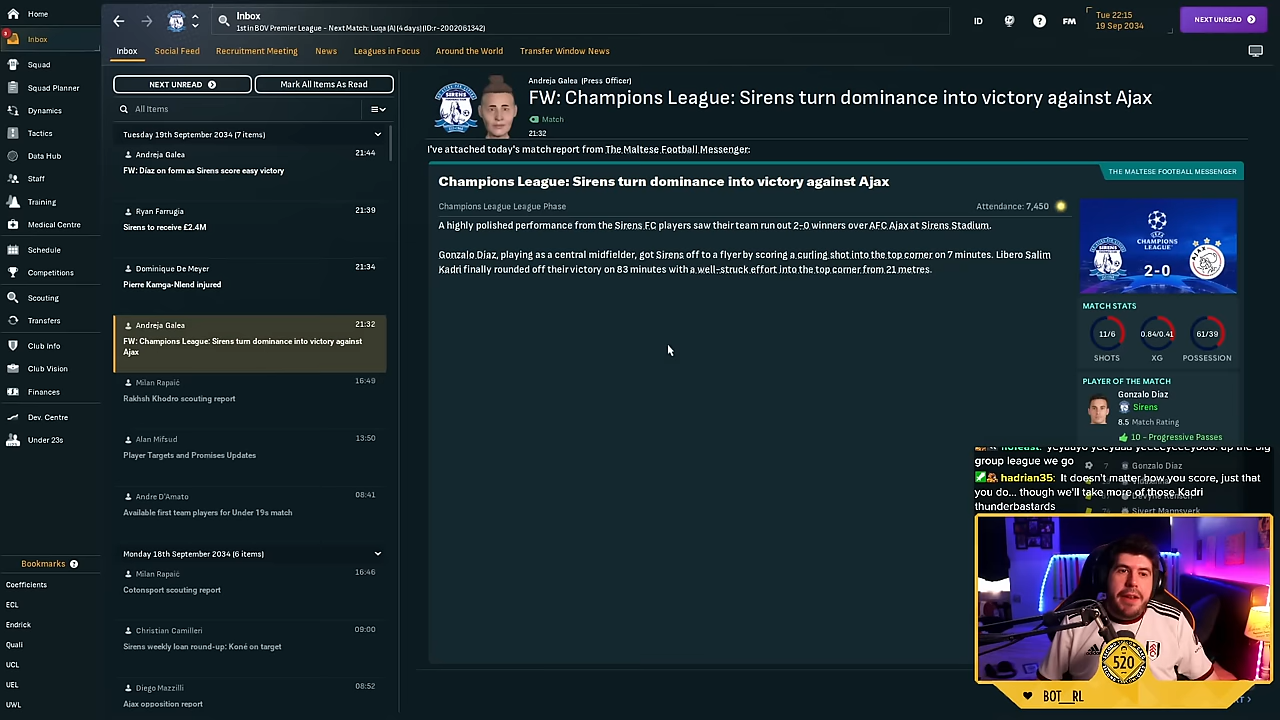 Home
Inbox
3
Squad
Squad Planner
Dynamics
Tactics
Data Hub
Staff
Training
Medical Centre
Schedule
Competitions
Scouting
Transfers
Club Info
Club Vision
Finances
Dev. Centre
Under 23s
Bookmarks
Coefficients
ECL
Endrick
Quali
UCL
UEL
UWL
Inbox
1st in BOV Premier League - Next Match: Luqa (A) (4 days) (ID:r-2002061342)
ID
FM
Tue 22:15
19 Sep 2034
NEXT UNREAD
Inbox
Social Feed
Recruitment Meeting
News
Leagues in Focus
Around the World
Transfer Window News
NEXT UNREAD
Mark All Items As Read
All Items
Tuesday 19th September 2034 (7 items)
Andreja Galea 21:44
FW: Díaz on form as Sirens score easy victory
Ryan Farrugia 21:39
Sirens to receive £2.4M
Dominique De Meyer 21:34
Pierre Kamga-Nlend injured
Andreja Galea 21:32
FW: Champions League: Sirens turn dominance into victory against
Ajax
Milan Rapaić 16:49
Rakhsh Khodro scouting report
Alan Mifsud 13:50
Player Targets and Promises Updates
Andre D'Amato 08:41
Available first team players for Under 19s match
Monday 18th September 2034 (6 items)
Milan Rapaić 16:46
Cotonsport scouting report
Christian Camilleri 09:00
Sirens weekly loan round-up: Koné on target
Diego Mazzilli 08:52
Ajax opposition report
Andreja Galea (Press Officer)
FW: Champions League: Sirens turn dominance into victory against Ajax
Match
21:32
I've attached today's match report from The Maltese Football Messenger:
THE MALTESE FOOTBALL MESSENGER
Champions League: Sirens turn dominance into victory against Ajax
Champions League League Phase
Attendance: 7,450
A highly polished performance from the Sirens FC players saw their team run out 2-0 winners over AFC Ajax at Sirens Stadium.
Gonzalo Díaz, playing as a central midfielder, got Sirens off to a flyer by scoring a curling shot into the top corner on 7 minutes. Libero Salim
Kadri finally rounded off their victory on 83 minutes with a well-struck effort into the top corner from 21 metres.
CHAMPIONS
LEAGUE
2-0
MATCH STATS
11/6
0.84/0.41
61/39
SHOTS
XG
POSSESSION
PLAYER OF THE MATCH
Gonzalo Díaz
Sirens
8.5 Match Rating
10 - Progressive Passes
group league we go
7 Gonzalo Díaz
hadrian35: It doesn't matter how you score, just that
you do... though we'll take more of those Kadri
thunderbastards
Sivert Mannsverk
520
BOT__RL